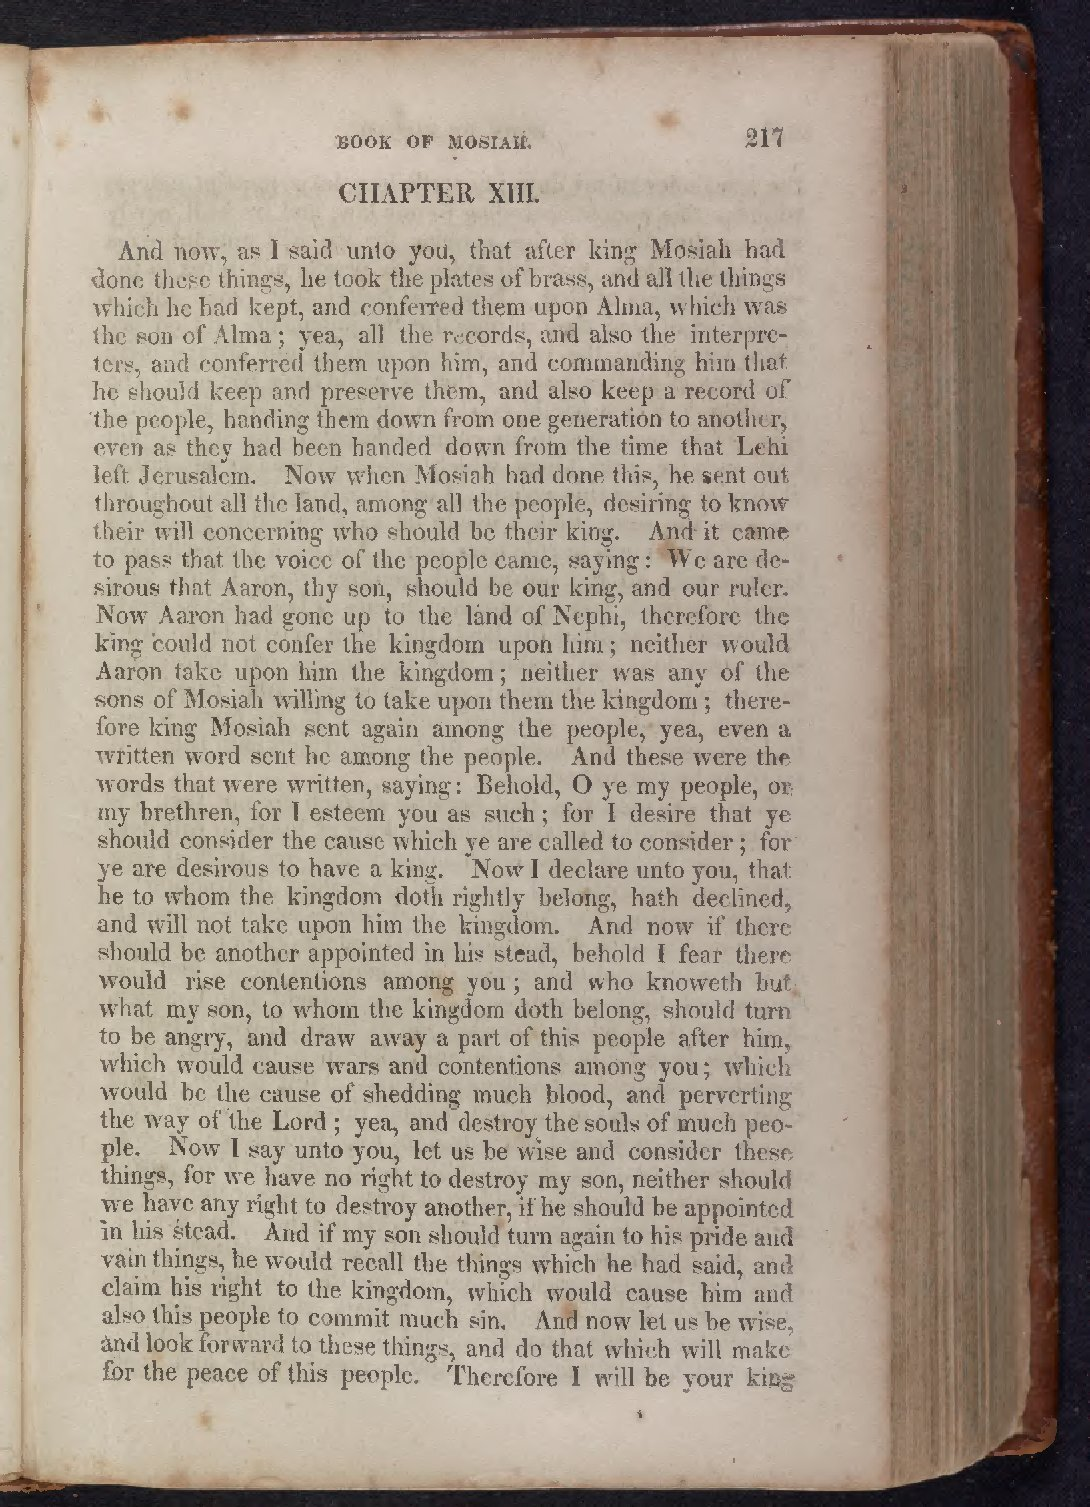 BOOK OF MOSIAH. 217
CHAPTER XIII.
And now, as I said unto you, that after king Mosiah had
done these things, he took the plates of brass, and all the things
which he had kept, and conferred them upon Alma, which was
the son of Alma; yea, all the records, and also the interpre-
ters, and conferred them upon him, and commanding him that
he should keep and preserve them, and also keep a record of
the people, handing them down from one generation to another,
even as they had been handed down from the time that Lehi
left Jerusalem. Now when Mosiah had done this, he sent out
throughout all the land, among all the people, desiring to know
their will concerning who should be their king. And it came
to pass that the voice of the people came, saying: We are de-
sirous that Aaron, thy son, should be our king, and our ruler.
Now Aaron had gone up to the land of Nephi, therefore the
king could not confer the kingdom upon him; neither would
Aaron take upon him the kingdom; neither was any of the
sons of Mosiah willing to take upon them the kingdom; there-
fore king Mosiah sent again among the people, yea, even a
written word sent he among the people. And these were the
words that were written, saying: Behold, O ye my people, or
my brethren, for I esteem you as such; for I desire that ye
should consider the cause which ye are called to consider; for
ye are desirous to have a king. Now I declare unto you, that
he to whom the kingdom doth rightly belong, hath declined,
and will not take upon him the kingdom. And now if there
should be another appointed in his stead, behold I fear there
would rise contentions among you; and who knoweth but
what my son, to whom the kingdom doth belong, should turn
to be angry, and draw away a part of this people after him,
which would cause wars and contentions among you; which
would be the cause of shedding much blood, and perverting
the way of the Lord; yea, and destroy the souls of much peo-
ple. Now I say unto you, let us be wise and consider these
things, for we have no right to destroy my son, neither should
we have any right to destroy another, if he should be appointed
in his stead. And if my son should turn again to his pride and
vain things, he would recall the things which he had said, and
claim his right to the kingdom, which would cause him and
also this people to commit much sin. And now let us be wise,
and look forward to these things, and do that which will make
for the peace of this people. Therefore I will be your king